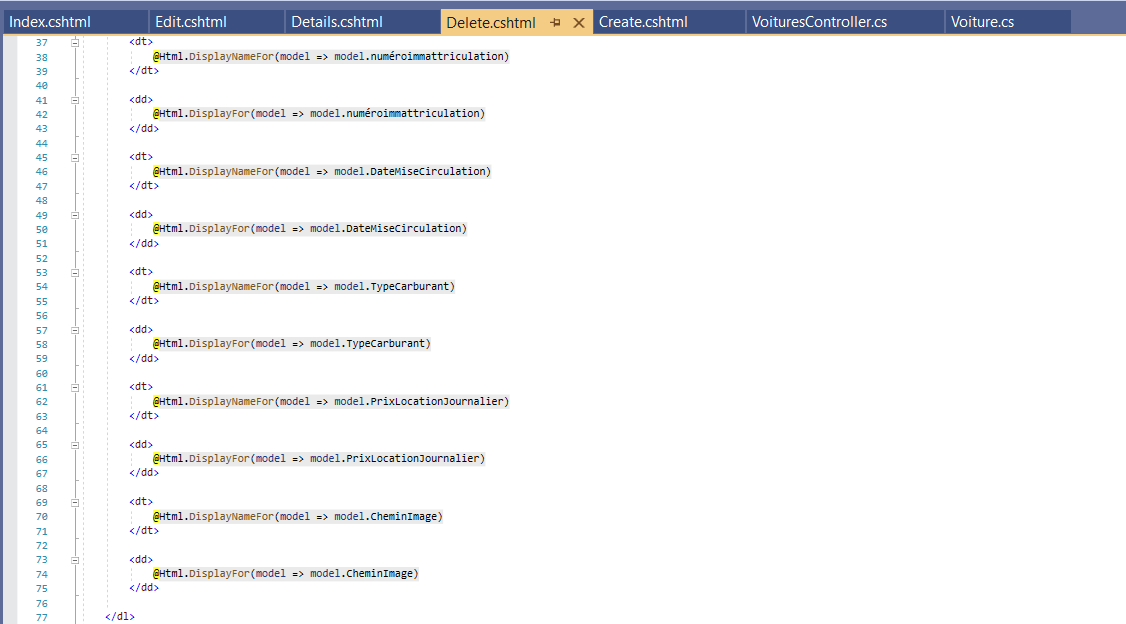 Index.cshtml Edit.cshtml Details.cshtml Delete.cshtml Create.cshtml VoituresController.cs Voiture.cs
37 <dt>
38 @Html.DisplayNameFor(model => model.numéroimmattriculation)
39 </dt>
40
41 <dd>
42 @Html.DisplayFor(model => model.numéroimmattriculation)
43 </dd>
44
45 <dt>
46 @Html.DisplayNameFor(model => model.DateMiseCirculation)
47 </dt>
48
49 <dd>
50 @Html.DisplayFor(model => model.DateMiseCirculation)
51 </dd>
52
53 <dt>
54 @Html.DisplayNameFor(model => model.TypeCarburant)
55 </dt>
56
57 <dd>
58 @Html.DisplayFor(model => model.TypeCarburant)
59 </dd>
60
61 <dt>
62 @Html.DisplayNameFor(model => model.PrixLocationJournalier)
63 </dt>
64
65 <dd>
66 @Html.DisplayFor(model => model.PrixLocationJournalier)
67 </dd>
68
69 <dt>
70 @Html.DisplayNameFor(model => model.CheminImage)
71 </dt>
72
73 <dd>
74 @Html.DisplayFor(model => model.CheminImage)
75 </dd>
76
77 </dl>